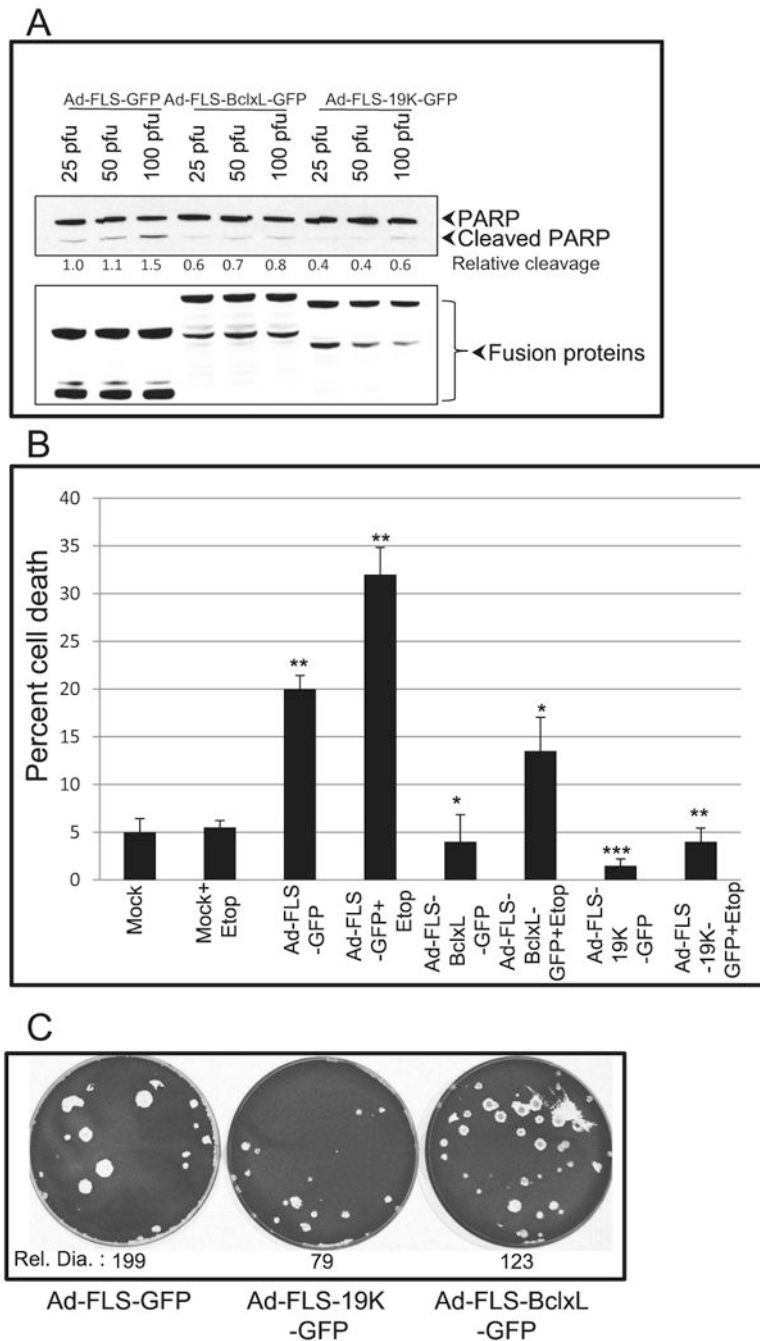 A
Ad-FLS-GFP Ad-FLS-BclxL-GFP Ad-FLS-19K-GFP
25 pfu 50 pfu 100 pfu 25 pfu 50 pfu 100 pfu 25 pfu 50 pfu 100 pfu
PARP
Cleaved PARP
1.0 1.1 1.5 0.6 0.7 0.8 0.4 0.4 0.6 Relative cleavage
Fusion proteins
B
Percent cell death
40
35
30
25
20
15
10
5
0
** ** * * *** **
Mock
Mock+
Etop
Ad-FLS
-GFP
Ad-FLS
-GFP+
Etop
Ad-FLS-
BclxL
-GFP
Ad-FLS-
BclxL-
GFP+Etop
Ad-FLS-
19K
-GFP
Ad-FLS
-19K-
GFP+Etop
C
Rel. Dia. : 199 79 123
Ad-FLS-GFP Ad-FLS-19K Ad-FLS-BclxL
-GFP -GFP